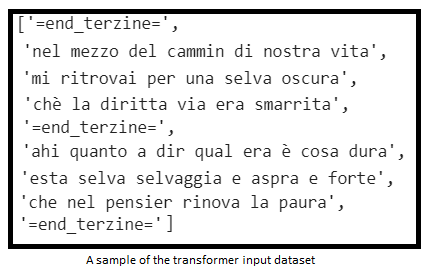 ['=end_terzine=',
'nel mezzo del cammin di nostra vita',
'mi ritrovai per una selva oscura',
'chè la diritta via era smarrita',
'=end_terzine=',
'ahi quanto a dir qual era è cosa dura',
'esta selva selvaggia e aspra e forte',
'che nel pensier rinova la paura',
'=end_terzine=']
A sample of the transformer input dataset